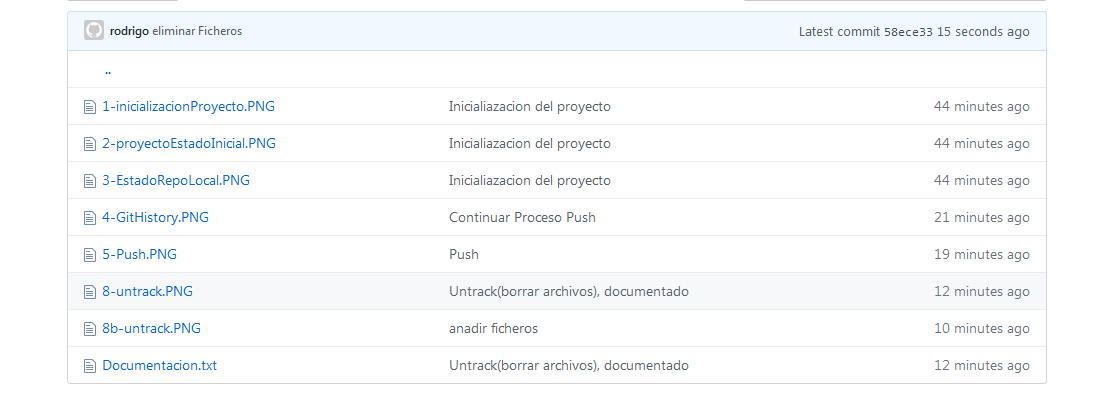 rodrigo eliminar Ficheros Latest commit 58ece33 15 seconds ago
..
1-inicializacionProyecto.PNG Inicialiazacion del proyecto 44 minutes ago
2-proyectoEstadoInicial.PNG Inicialiazacion del proyecto 44 minutes ago
3-EstadoRepoLocal.PNG Inicialiazacion del proyecto 44 minutes ago
4-GitHistory.PNG Continuar Proceso Push 21 minutes ago
5-Push.PNG Push 19 minutes ago
8-untrack.PNG Untrack(borrar archivos), documentado 12 minutes ago
8b-untrack.PNG anadir ficheros 10 minutes ago
Documentacion.txt Untrack(borrar archivos), documentado 12 minutes ago